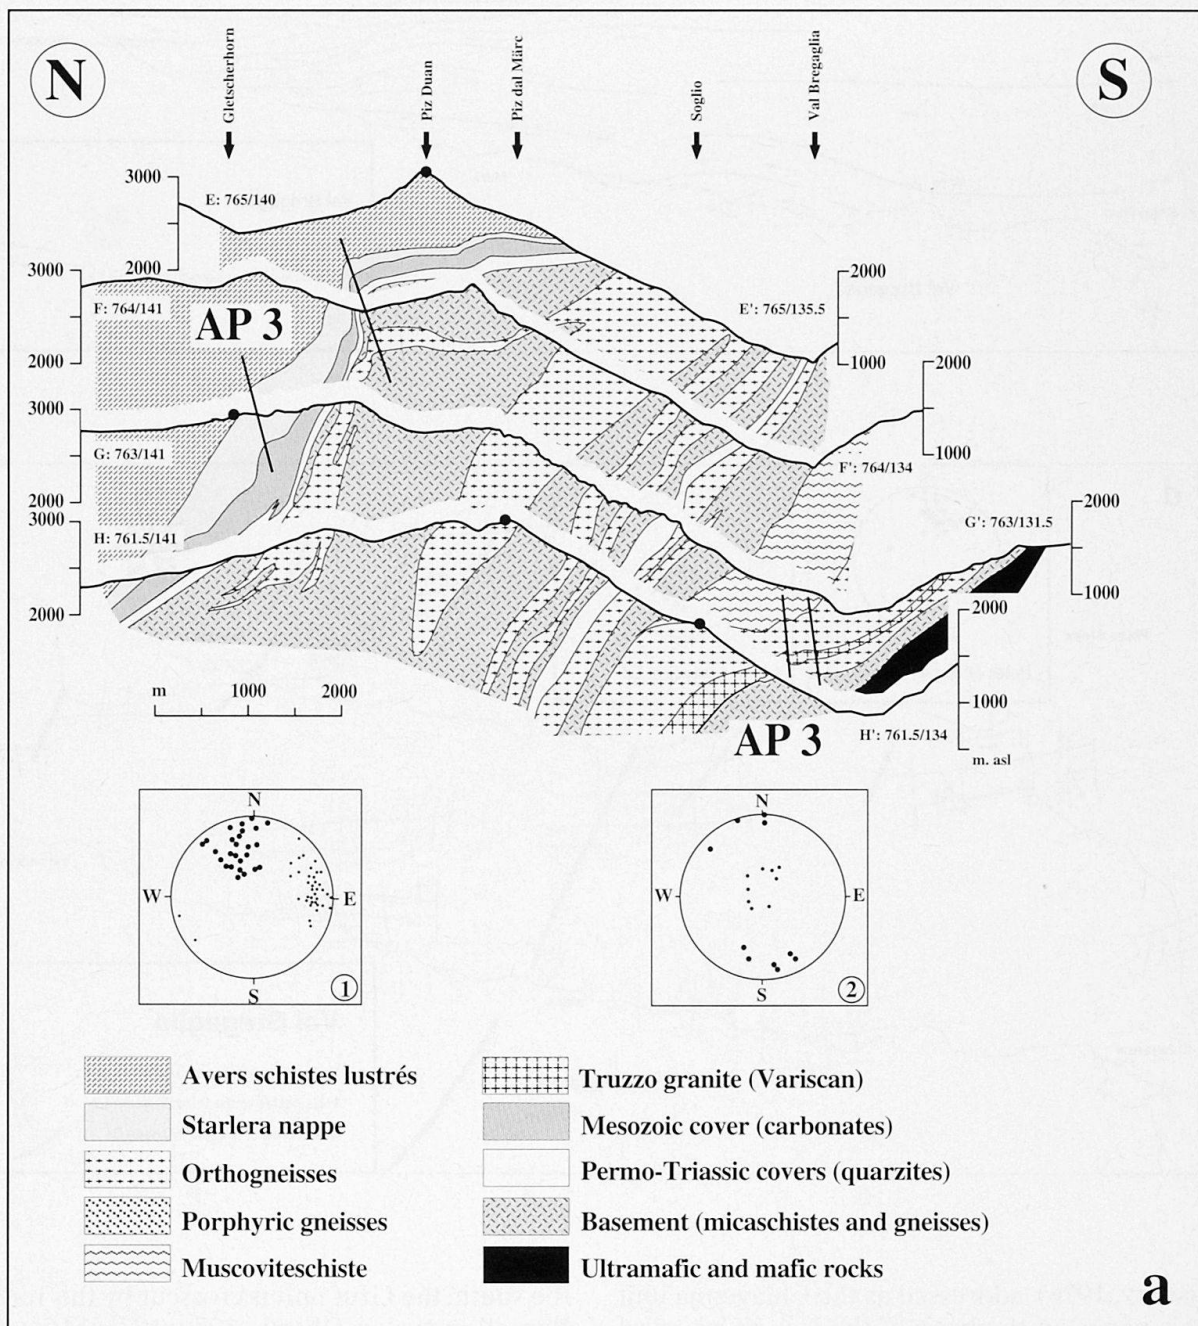 N
S
Gletscherhorn
Piz Duan
Piz dal Märc
Soglio
Val Bregaglia
3000
E: 765/140
2000
3000
F: 764/141
2000
AP 3
2000
E': 765/135.5
1000
2000
3000
G: 763/141
2000
1000
F': 764/134
3000
H: 761.5/141
2000
2000
G': 763/131.5
1000
2000
1000
H': 761.5/134
m. asl
m 1000 2000
AP 3
N
W E
S
1
N
W E
S
2
Avers schistes lustrés
Starlera nappe
Orthogneisses
Porphyric gneisses
Muscoviteschiste
Truzzo granite (Variscan)
Mesozoic cover (carbonates)
Permo-Triassic covers (quarzites)
Basement (micaschistes and gneisses)
Ultramafic and mafic rocks
a